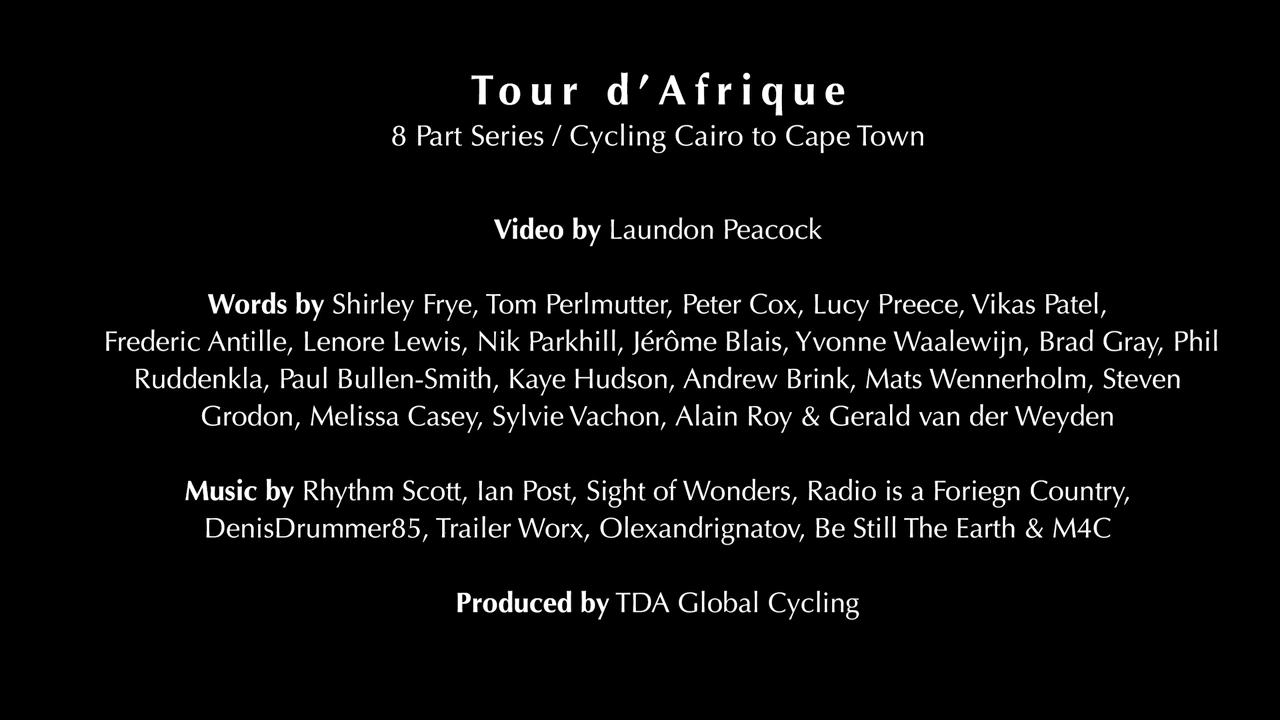 Tour d’Afrique
8 Part Series / Cycling Cairo to Cape Town
Video by Laundon Peacock
Words by Shirley Frye, Tom Perlmutter, Peter Cox, Lucy Preece, Vikas Patel,
Frederic Antille, Lenore Lewis, Nik Parkhill, Jérôme Blais, Yvonne Waalewijn, Brad Gray, Phil
Ruddenkla, Paul Bullen-Smith, Kaye Hudson, Andrew Brink, Mats Wennerholm, Steven
Grodon, Melissa Casey, Sylvie Vachon, Alain Roy & Gerald van der Weyden
Music by Rhythm Scott, Ian Post, Sight of Wonders, Radio is a Foriegn Country,
DenisDrummer85, Trailer Worx, Olexandrignatov, Be Still The Earth & M4C
Produced by TDA Global Cycling